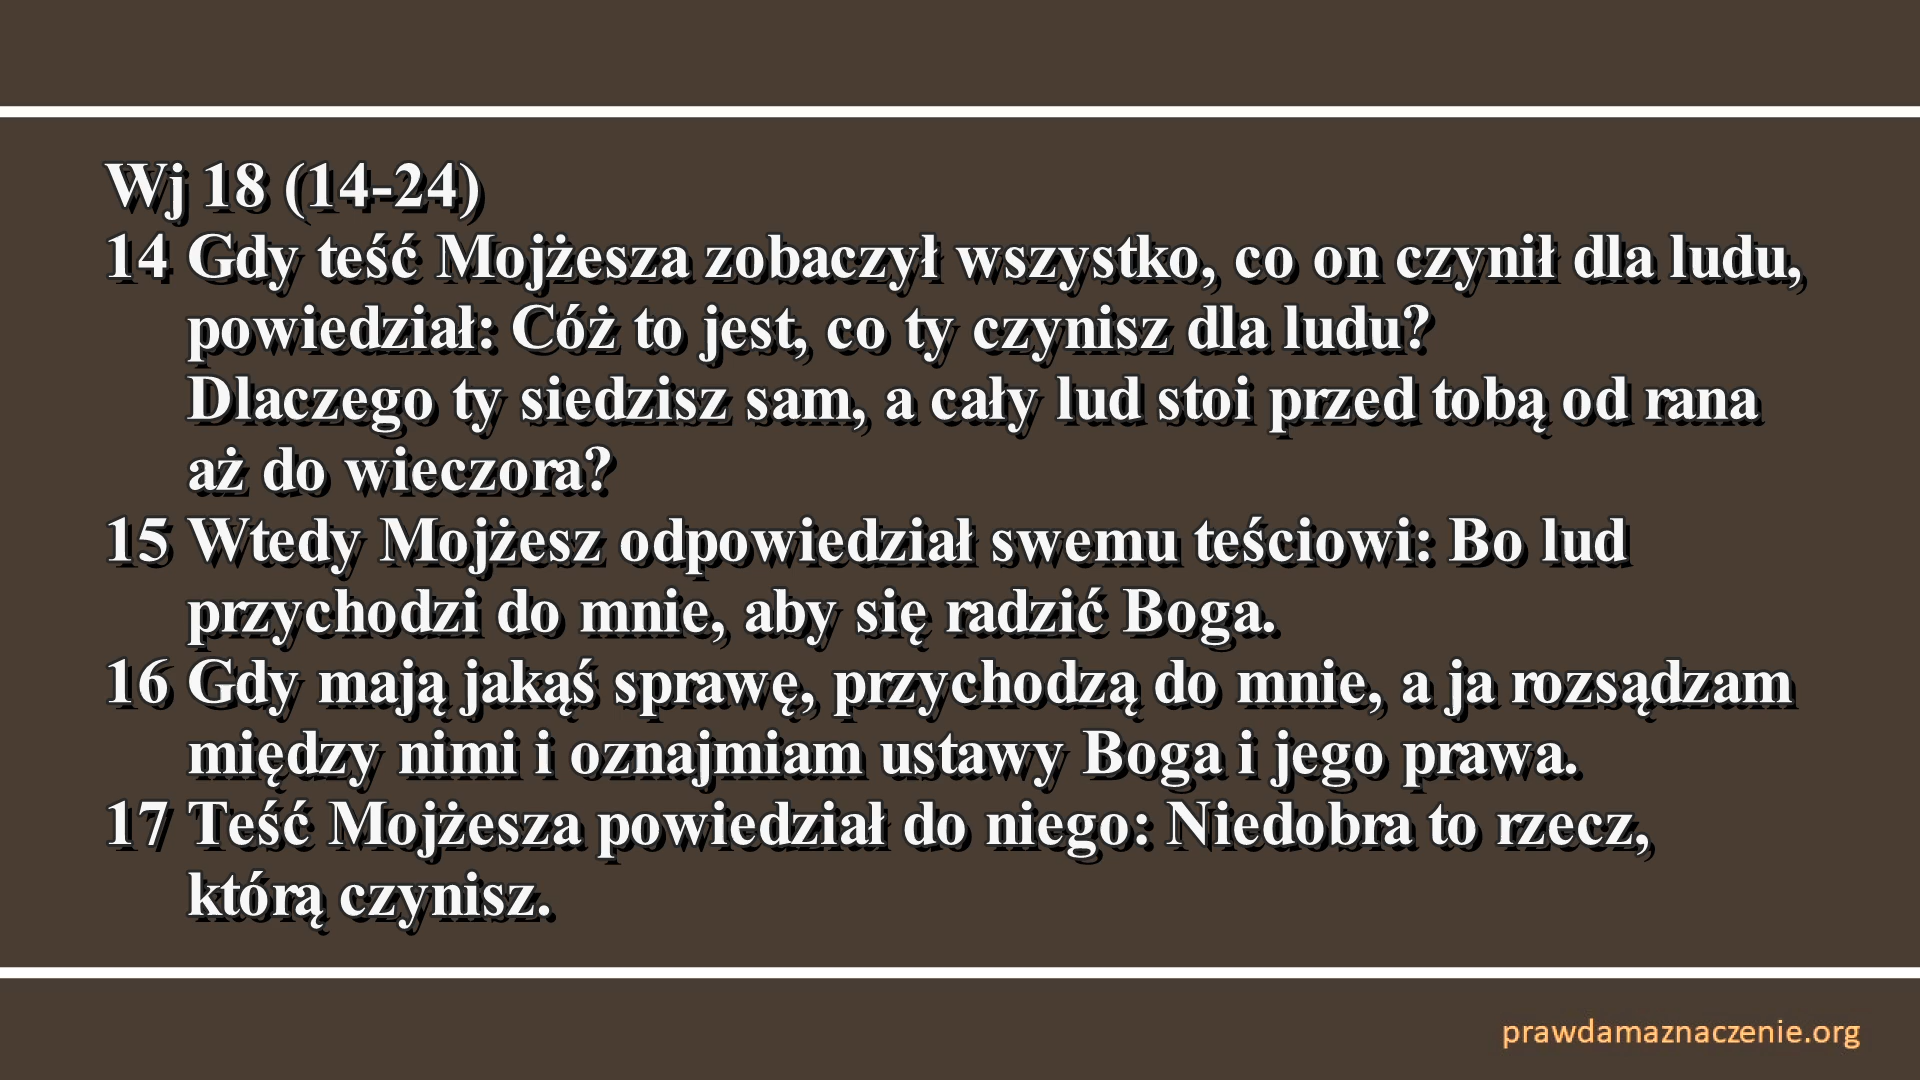 Wj 18 (14-24)
14 Gdy teść Mojżesza zobaczył wszystko, co on czynił dla ludu,
powiedział: Cóż to jest, co ty czynisz dla ludu?
Dlaczego ty siedzisz sam, a cały lud stoi przed tobą od rana
aż do wieczora?
15 Wtedy Mojżesz odpowiedział swemu teściowi: Bo lud
przychodzi do mnie, aby się radzić Boga.
16 Gdy mają jakąś sprawę, przychodzą do mnie, a ja rozsądzam
między nimi i oznajmiam ustawy Boga i jego prawa.
17 Teść Mojżesza powiedział do niego: Niedobra to rzecz,
którą czynisz.
prawdamaznaczenie.org